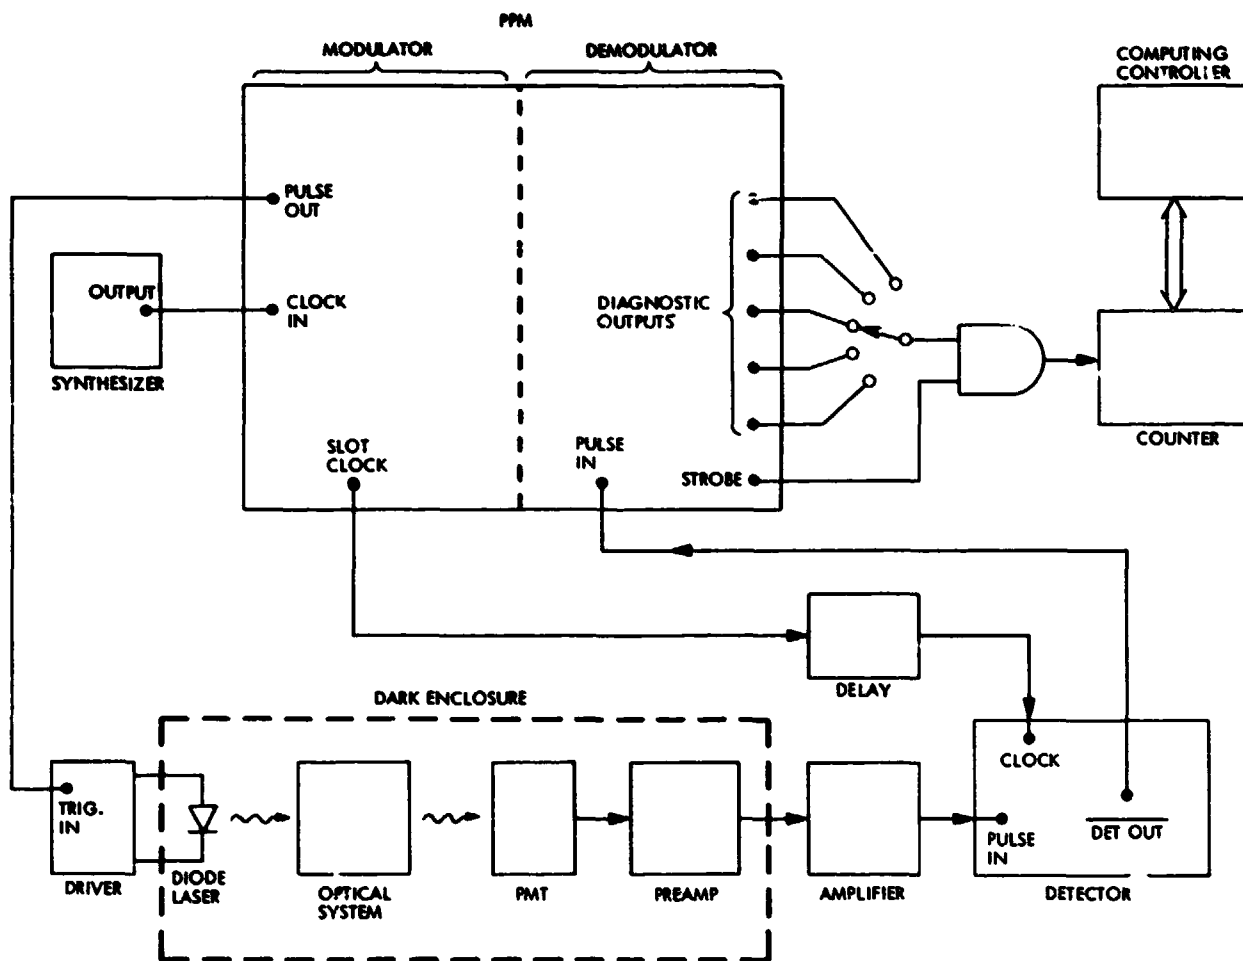 PPM
MODULATOR
DEMODULATOR
COMPUTING
CONTROLLER
PULSE
OUT
OUTPUT
CLOCK
IN
DIAGNOSTIC
OUTPUTS
SYNTHESIZER
COUNTER
SLOT
CLOCK
PULSE
IN
STROBE
DELAY
DARK ENCLOSURE
CLOCK
TRIG.
IN
PULSE
IN
DET OUT
DRIVER
DIODE
LASER
OPTICAL
SYSTEM
PMT
PREAMP
AMPLIFIER
DETECTOR